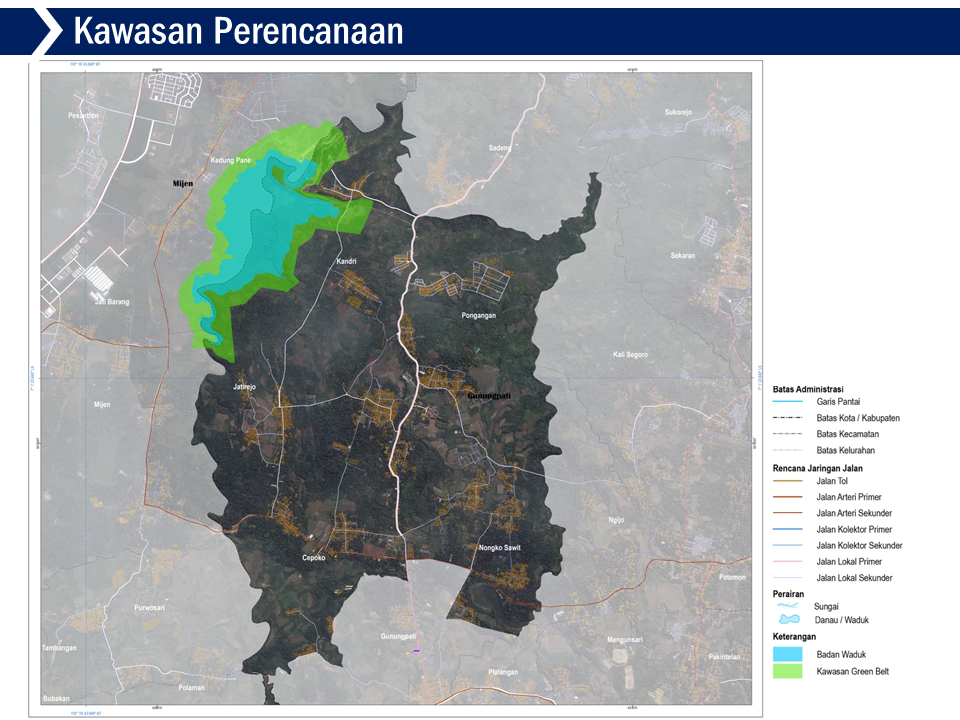 Kawasan Perencanaan
Pesantren
Sukorejo
Sadeng
Kedung Pane
Mijen
Sekaran
Kandri
Jati Barang
Pongangan
Kali Segoro
Jatirejo
Gunungpati
Mijen
Ngijo
Nongko Sawit
Cepoko
Patemon
Purwosari
Gunungpati
Mangunsari
Tambangan
Pakintelan
Plalangan
Polaman
Bubakan
Batas Administrasi
Garis Pantai
Batas Kota / Kabupaten
Batas Kecamatan
Batas Kelurahan
Rencana Jaringan Jalan
Jalan Tol
Jalan Arteri Primer
Jalan Arteri Sekunder
Jalan Kolektor Primer
Jalan Kolektor Sekunder
Jalan Lokal Primer
Jalan Lokal Sekunder
Perairan
Sungai
Danau / Waduk
Keterangan
Badan Waduk
Kawasan Green Belt